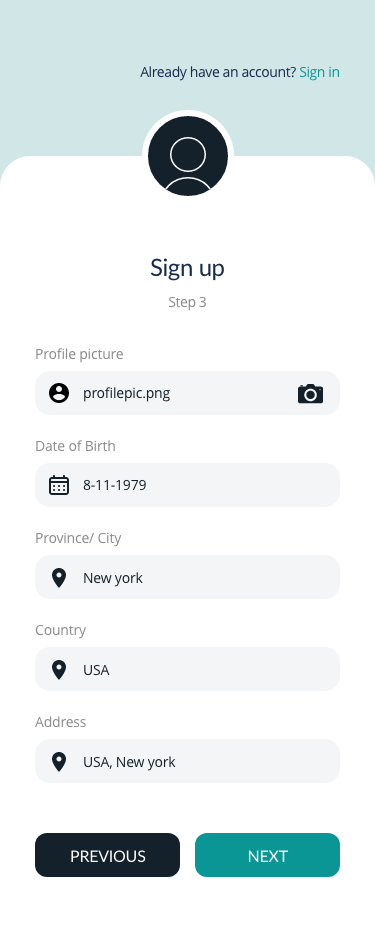 Already have an account? Sign in
Sign up
Step 3
Profile picture
profilepic.png
Date of Birth
8-11-1979
Province/ City
New york
Country
USA
Address
USA, New york
PREVIOUS
NEXT